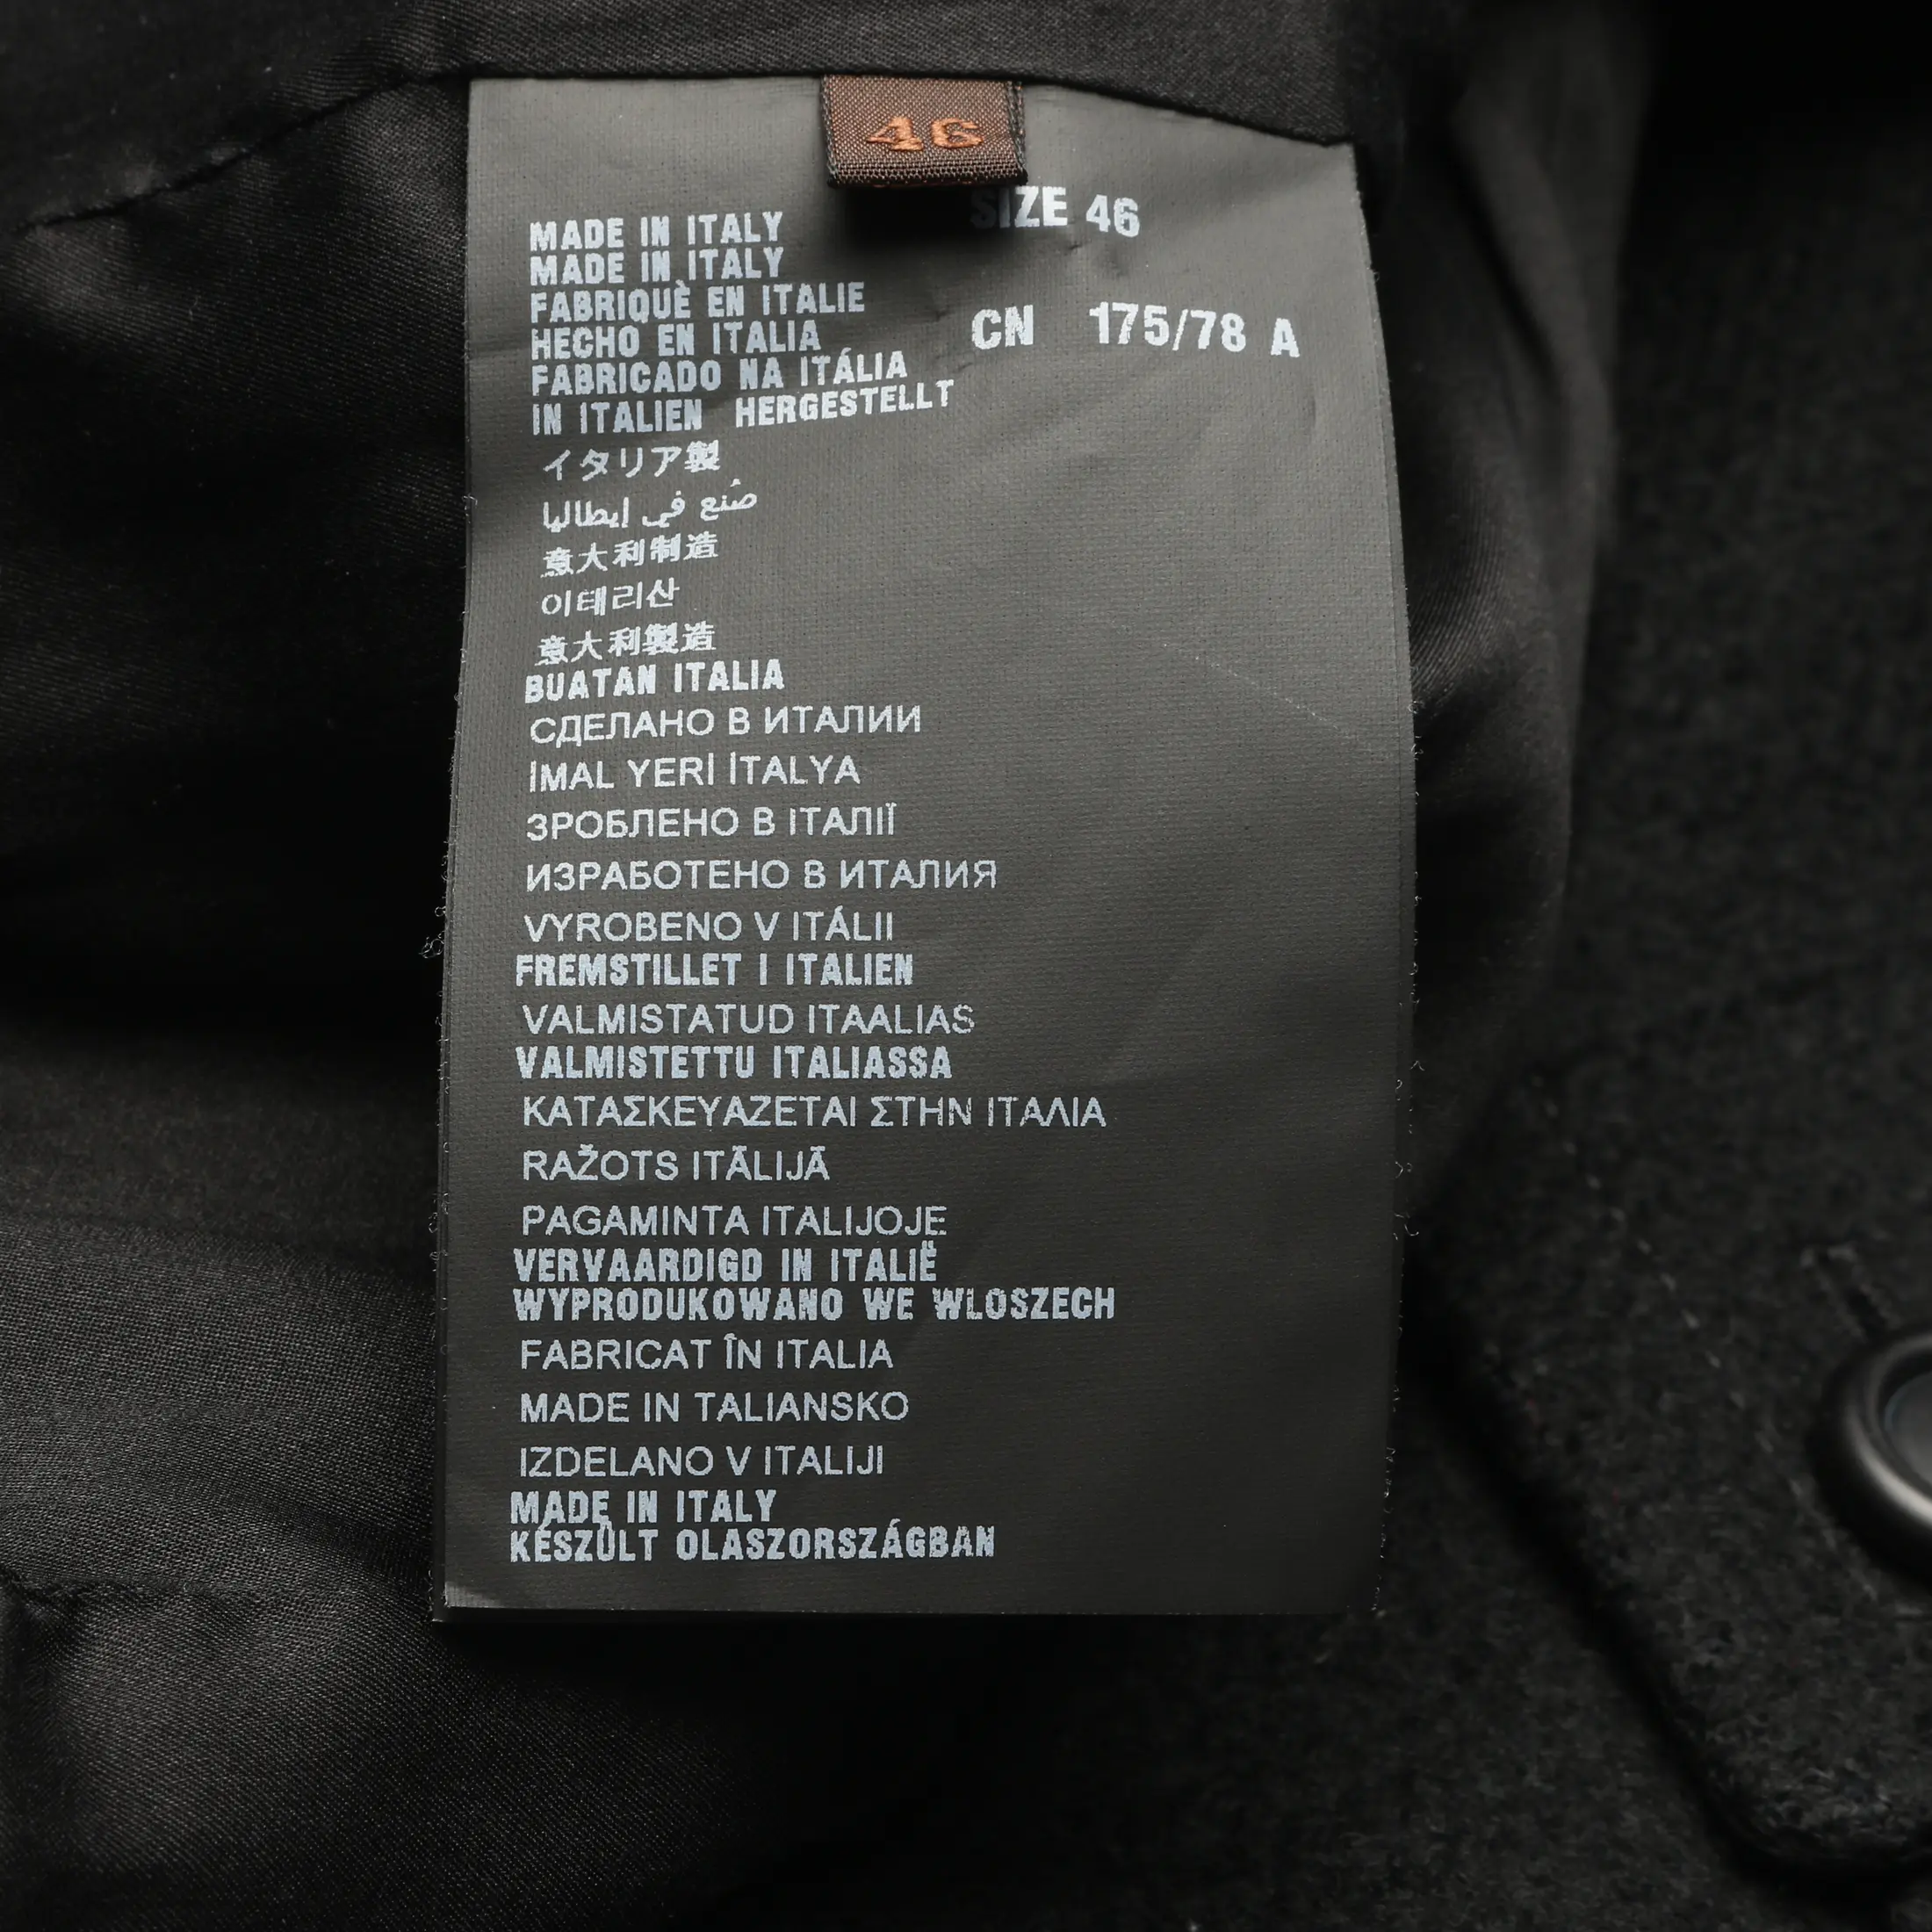 46
SIZE 46
CN 175/78 A
MADE IN ITALY
MADE IN ITALY
FABRIQUÈ EN ITALIE
HECHO EN ITALIA
FABRICADO NA ITÁLIA
IN ITALIEN HERGESTELLT
イタリア製
صُنع في إيطاليا
意大利制造
이태리산
意大利製造
BUATAN ITALIA
СДЕЛАНО В ИТАЛИИ
İMAL YERİ İTALYA
ЗРОБЛЕНО В ІТАЛІЇ
ИЗРАБОТЕНО В ИТАЛИЯ
VYROBENO V ITÁLII
FREMSTILLET I ITALIEN
VALMISTATUD ITAALIAS
VALMISTETTU ITALIASSA
ΚΑΤΑΣΚΕΥΑΖΕΤΑΙ ΣΤΗΝ ΙΤΑΛΙΑ
RAŽOTS ITĀLIJĀ
PAGAMINTA ITALIJOJE
VERVAARDIGD IN ITALIË
WYPRODUKOWANO WE WLOSZECH
FABRICAT ÎN ITALIA
MADE IN TALIANSKO
IZDELANO V ITALIJI
MADE IN ITALY
KÉSZÛLT OLASZORSZÁGBAN